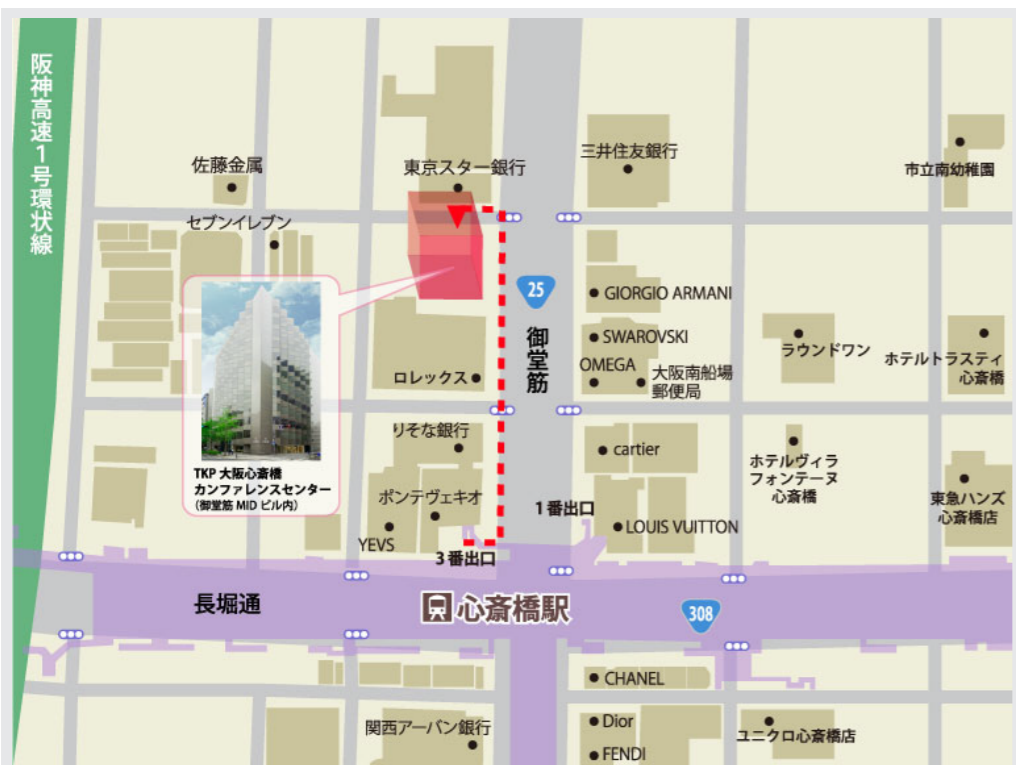 阪神高速1号環状線
佐藤金属
東京スター銀行
三井住友銀行
市立南幼稚園
セブンイレブン
25
御堂筋
GIORGIO ARMANI
SWAROVSKI
OMEGA
大阪南船場
郵便局
ラウンドワン
ホテルトラスティ
心斎橋
ロレックス
りそな銀行
cartier
ホテルヴィラ
フォンテーヌ
心斎橋
TKP 大阪心斎橋
カンファレンスセンター
(御堂筋 MID ビル内)
ポンテヴェキオ
YEVS
1番出口
LOUIS VUITTON
東急ハンズ
心斎橋店
3番出口
長堀通
心斎橋駅
308
CHANEL
関西アーバン銀行
Dior
FENDI
ユニクロ心斎橋店